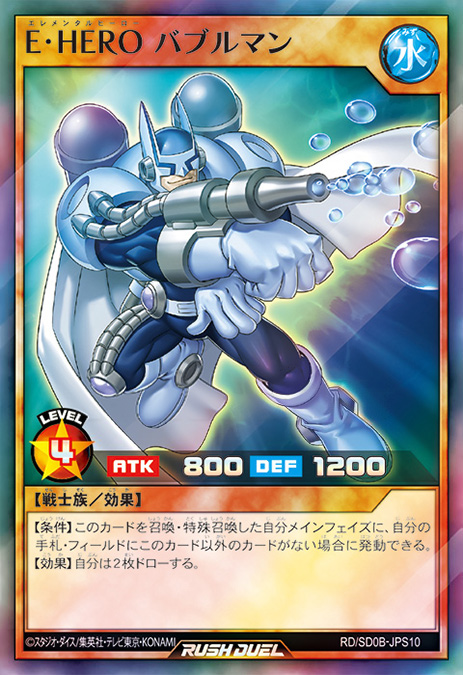 エレメンタルヒーロー
E・HERO バブルマン
みず
水
LEVEL
4
ATK 800 DEF 1200
【戦士族／効果】
【条件】このカードを召喚・特殊召喚した自分メインフェイズに、自分の
手札・フィールドにこのカード以外のカードがない場合に発動できる。
【効果】自分は2枚ドローする。
©スタジオ・ダイス/集英社・テレビ東京・KONAMI
RUSH DUEL
RD/SD0B-JPS10